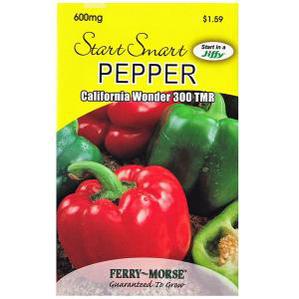 600mg $1.59
Start Smart
Start in a
Jiffy
PEPPER
California Wonder 300 TMR
FERRY~MORSE®
Guaranteed To Grow